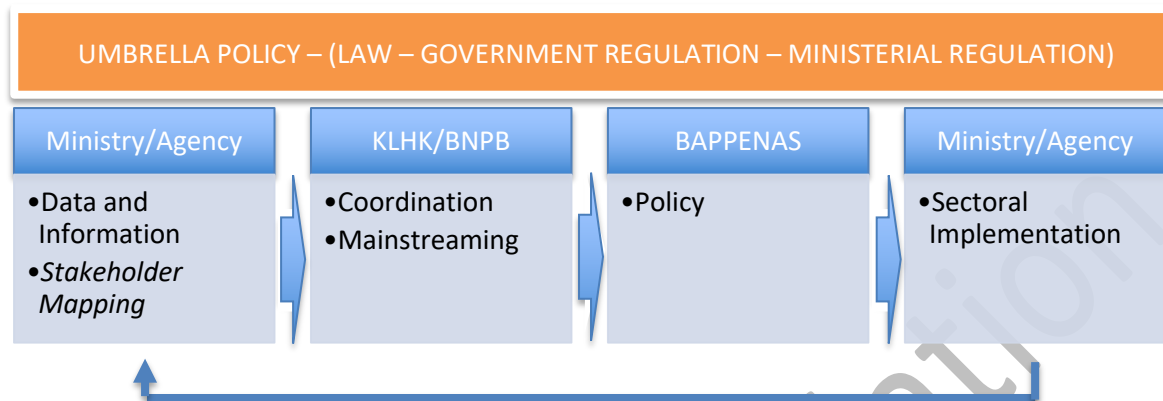 UMBRELLA POLICY – (LAW – GOVERNMENT REGULATION – MINISTERIAL REGULATION)
Ministry/Agency
•Data and
Information
•Stakeholder
Mapping
KLHK/BNPB
•Coordination
•Mainstreaming
BAPPENAS
•Policy
Ministry/Agency
•Sectoral
Implementation